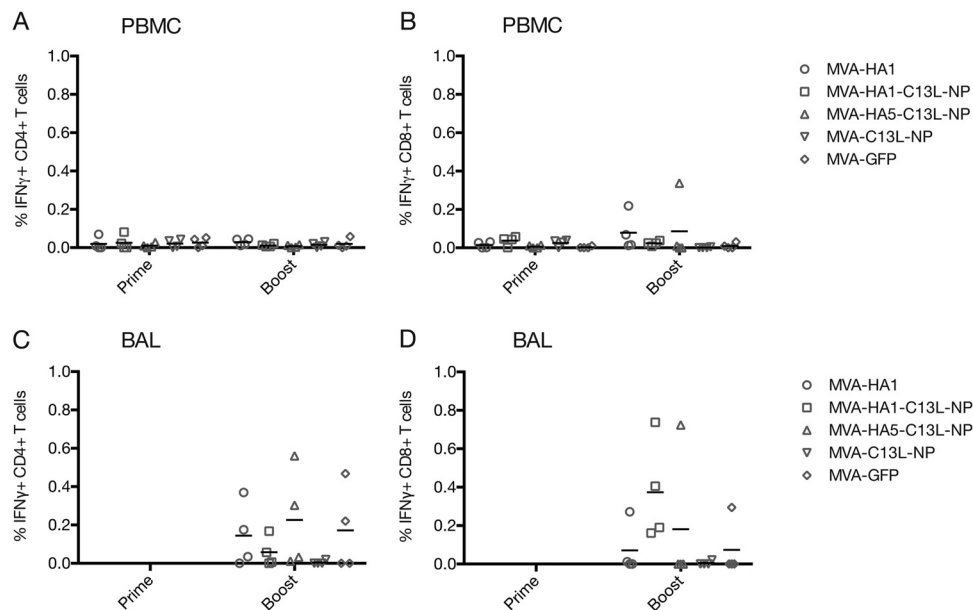 A PBMC
% IFNγ+ CD4+ T cells
1.0
0.8
0.6
0.4
0.2
0.0
Prime
Boost
B PBMC
% IFNγ+ CD8+ T cells
1.0
0.8
0.6
0.4
0.2
0.0
Prime
Boost
MVA-HA1
MVA-HA1-C13L-NP
MVA-HA5-C13L-NP
MVA-C13L-NP
MVA-GFP
C BAL
% IFNγ+ CD4+ T cells
1.0
0.8
0.6
0.4
0.2
0.0
Prime
Boost
D BAL
% IFNγ+ CD8+ T cells
1.0
0.8
0.6
0.4
0.2
0.0
Prime
Boost
MVA-HA1
MVA-HA1-C13L-NP
MVA-HA5-C13L-NP
MVA-C13L-NP
MVA-GFP